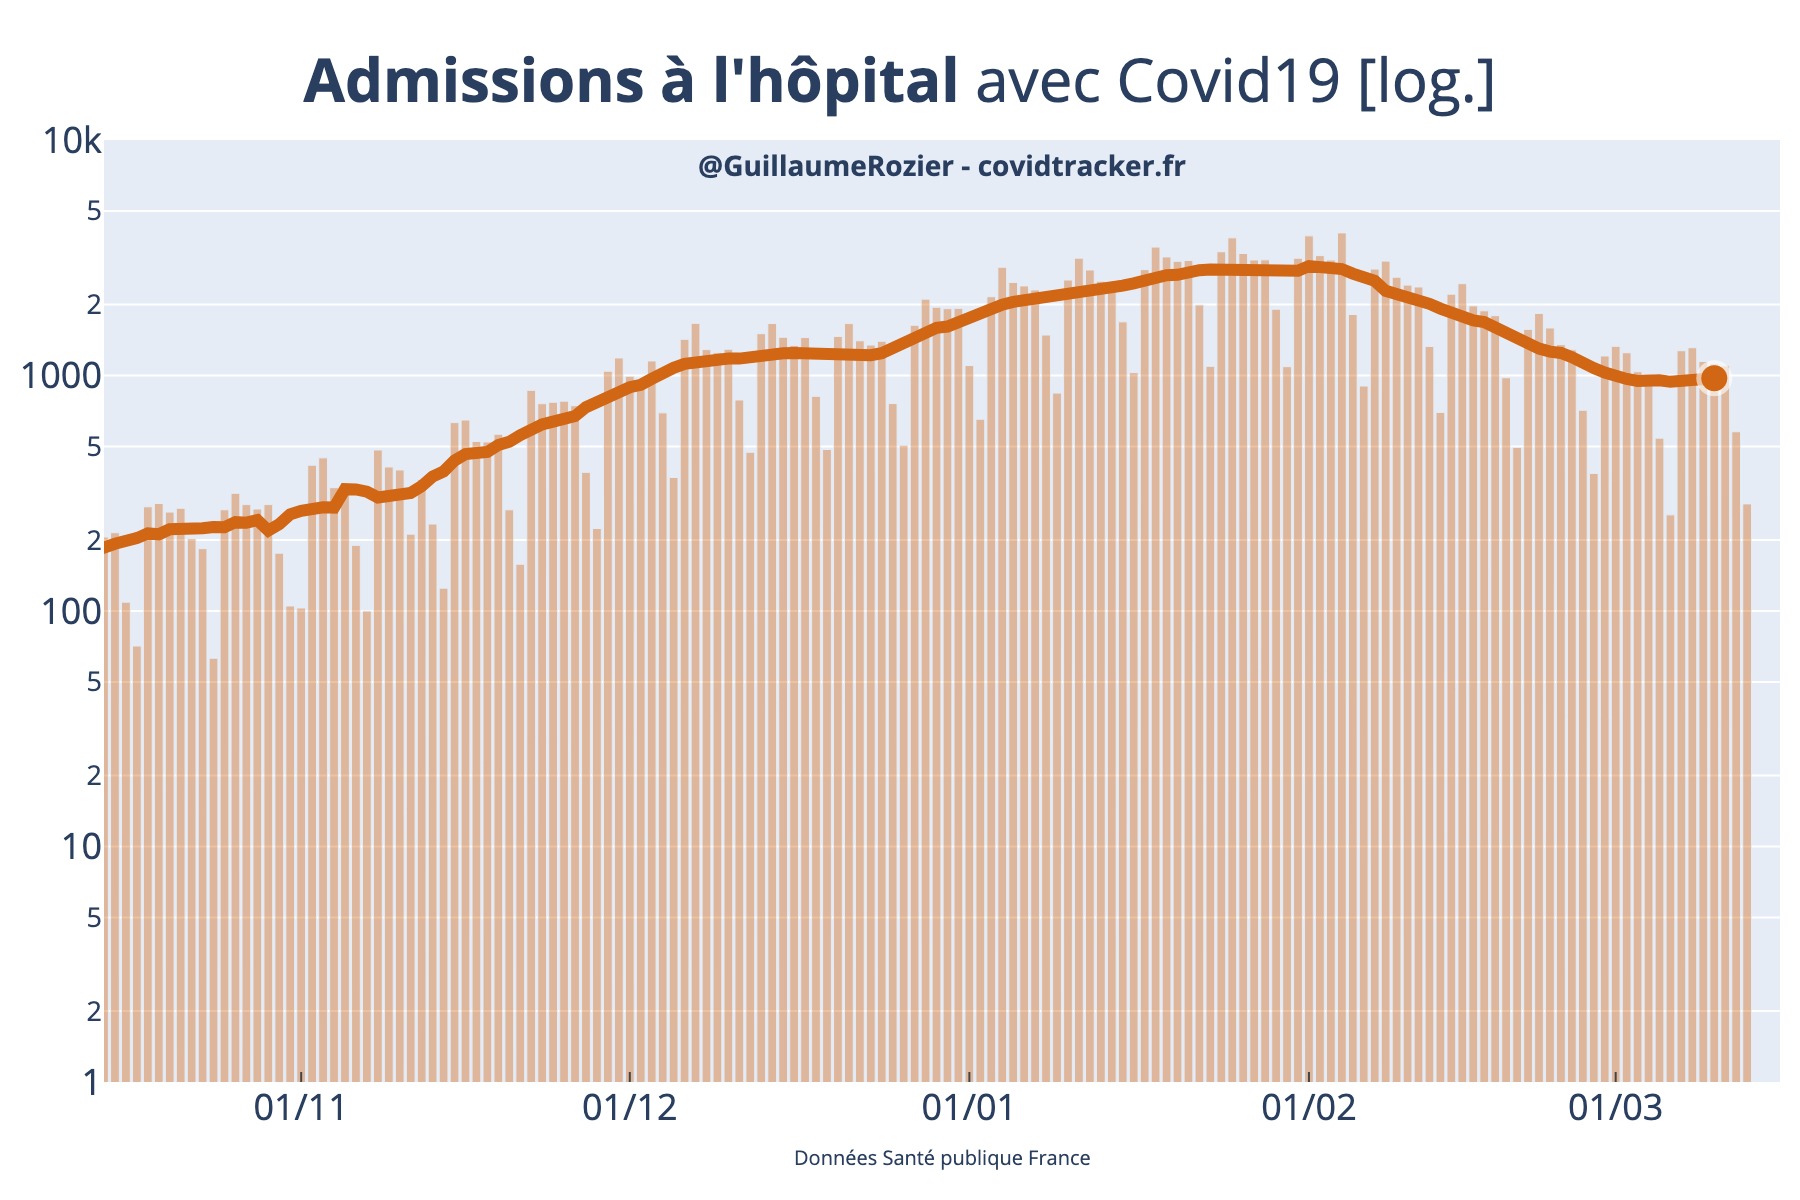 Admissions à l'hôpital avec Covid19 [log.]
@GuillaumeRozier - covidtracker.fr
10k
5
2
1000
5
2
100
5
2
10
5
2
1
01/11 01/12 01/01 01/02 01/03
Données Santé publique France